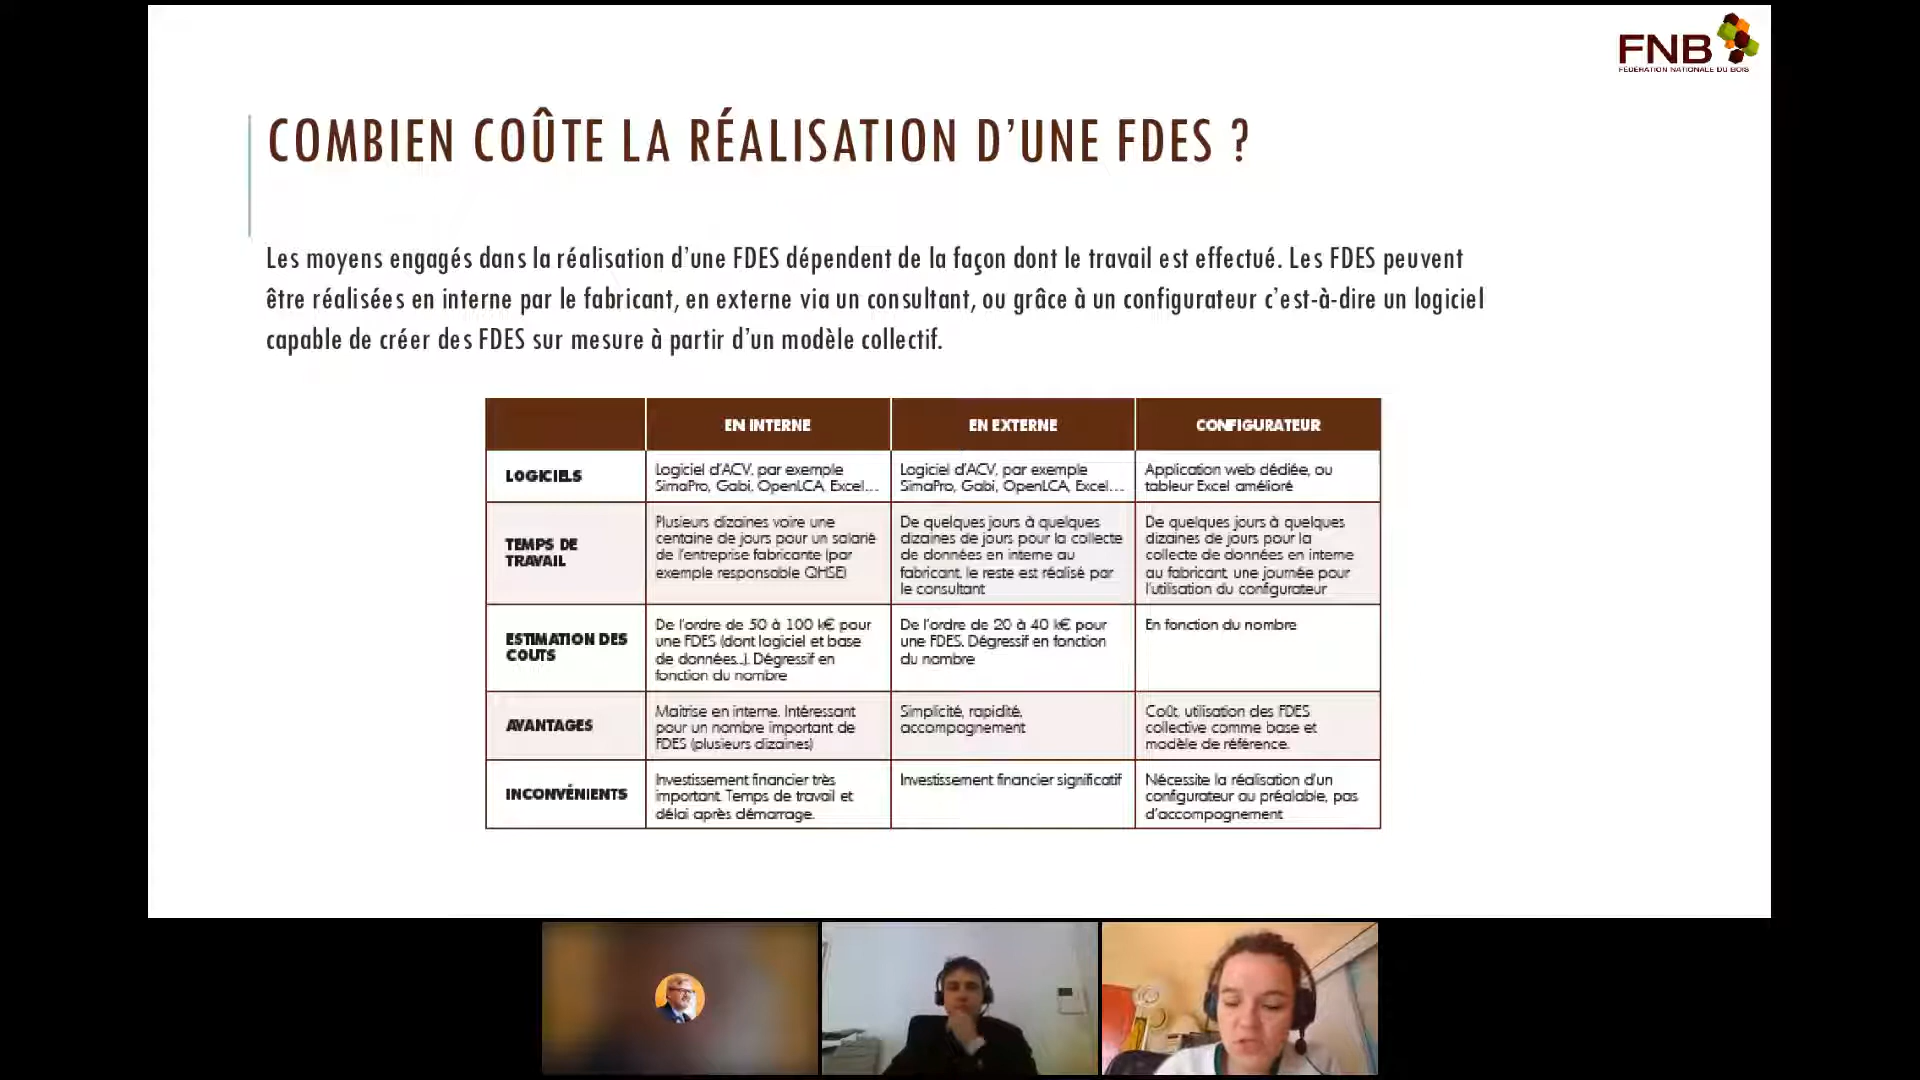 FNB
FÉDÉRATION NATIONALE DU BOIS
COMBIEN COÛTE LA RÉALISATION D'UNE FDES ?
Les moyens engagés dans la réalisation d'une FDES dépendent de la façon dont le travail est effectué. Les FDES peuvent
être réalisées en interne par le fabricant, en externe via un consultant, ou grâce à un configurateur c'est-à-dire un logiciel
capable de créer des FDES sur mesure à partir d'un modèle collectif.
EN INTERNE
EN EXTERNE
CONFIGURATEUR
LOGICIELS
Logiciel d'ACV, par exemple
SimaPro, Gabi, OpenLCA, Excel...
Logiciel d'ACV, par exemple
SimaPro, Gabi, OpenLCA, Excel...
Application web dédiée, ou
tableur Excel amélioré
TEMPS DE
TRAVAIL
Plusieurs dizaines voire une
centaine de jours pour un salarié
de l'entreprise fabricante (par
exemple responsable QHSE)
De quelques jours à quelques
dizaines de jours pour la collecte
de données en interne au
fabricant, le reste est réalisé par
le consultant
De quelques jours à quelques
dizaines de jours pour la
collecte de données en interne
au fabricant, une journée pour
l'utilisation du configurateur
ESTIMATION DES
COUTS
De l'ordre de 50 à 100 k€ pour
une FDES (dont logiciel et base
de données...). Dégressif en
fonction du nombre
De l'ordre de 20 à 40 k€ pour
une FDES. Dégressif en fonction
du nombre
En fonction du nombre
AVANTAGES
Maitrise en interne. Intéressant
pour un nombre important de
FDES (plusieurs dizaines)
Simplicité, rapidité,
accompagnement
Coût, utilisation des FDES
collective comme base et
modèle de référence.
INCONVÉNIENTS
Investissement financier très
important. Temps de travail et
délai après démarrage.
Investissement financier significatif
Nécessite la réalisation d'un
configurateur au préalable, pas
d'accompagnement